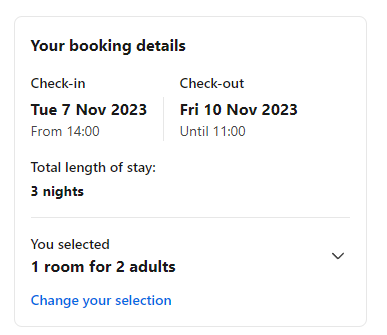 Your booking details
Check-in
Check-out
Tue 7 Nov 2023
Fri 10 Nov 2023
From 14:00
Until 11:00
Total length of stay:
3 nights
You selected
1 room for 2 adults
Change your selection